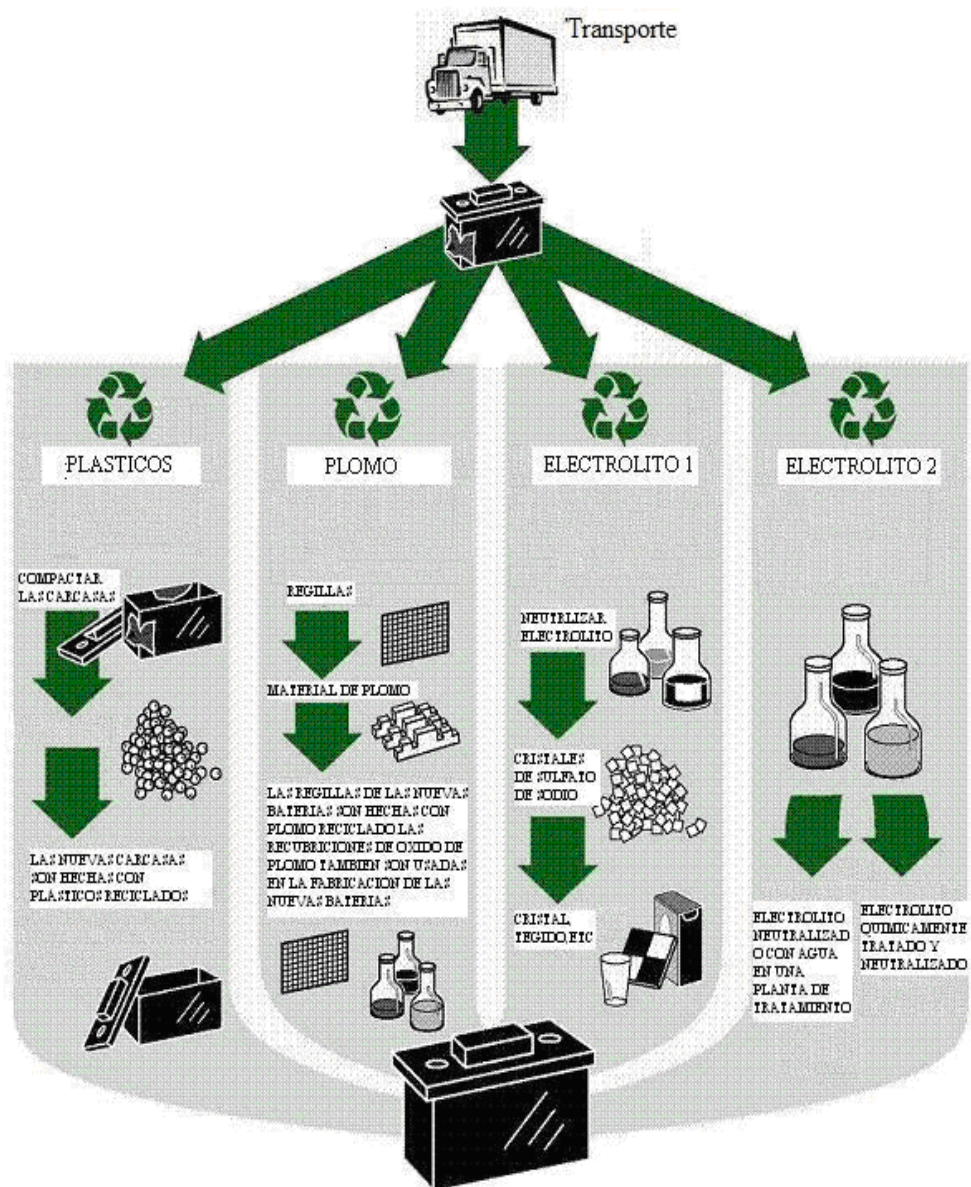 Transporte
PLASTICOS
PLOMO
ELECTROLITO 1
ELECTROLITO 2
COMPACTAR
LAS CARCASAS
LAS NUEVAS CARCASAS
SON HECHAS CON
PLASTICOS RECICLADOS
REGILLAS
MATERIAL DE PLOMO
LAS REGILLAS DE LAS NUEVA
BATERIAS SON HECHAS CON
PLOMO RECICLADO LAS
RECUBRICIONES DE OXIDO DE
PLOMO TAMBIEN SON USADAS
EN LA FABRICACION DE LAS
NUEVAS BATERIAS
NEUTRLIZAR
ELECTROLITO
CRISTALES
DE SULFATO
DE SODIO
CRISTAL,
TEGIDO, ETC
ELECTROLITO
NEUTRALIZAD
O CON AGUA
EN UNA
PLANTA DE
TRATAMIENTO
ELECTROLITO
QUIMICAMENTE
TRATADO Y
NEUTRALIZADO